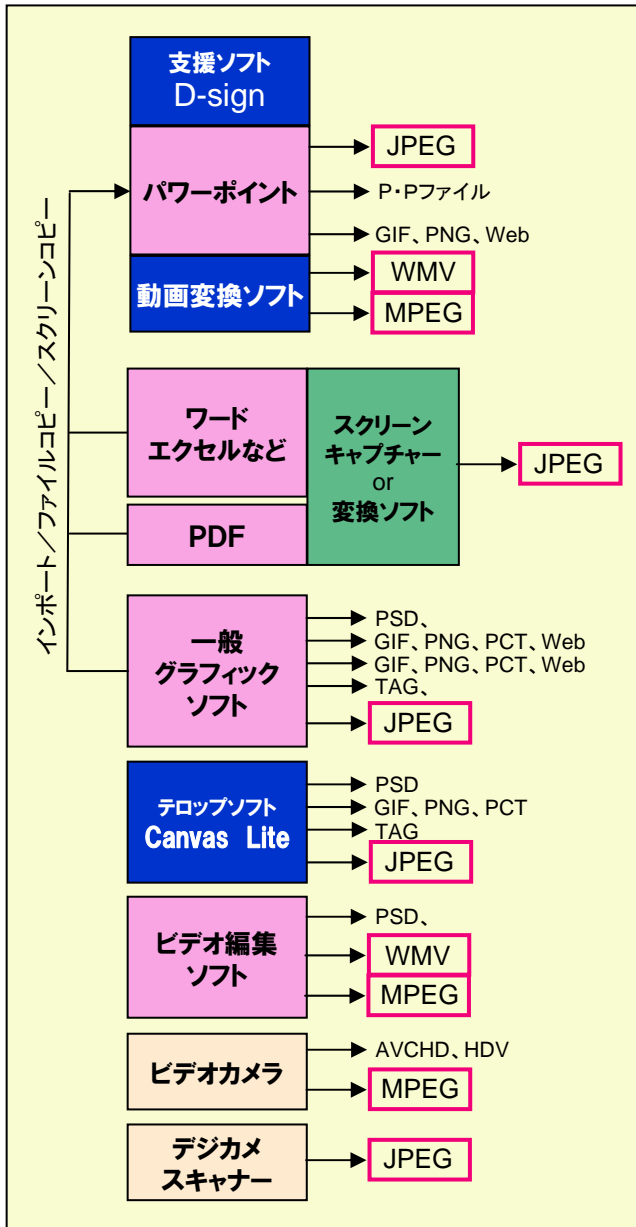 支援ソフト
D-sign
パワーポイント
JPEG
P・Pファイル
GIF、PNG、Web
動画変換ソフト
WMV
MPEG
インポート／ファイルコピー／スクリーンコピー
ワード
エクセルなど
PDF
スクリーン
キャプチャー
or
変換ソフト
JPEG
一般
グラフィック
ソフト
PSD、
GIF、PNG、PCT、Web
GIF、PNG、PCT、Web
TAG、
JPEG
テロップソフト
Canvas Lite
PSD
GIF、PNG、PCT
TAG
JPEG
ビデオ編集
ソフト
PSD、
WMV
MPEG
ビデオカメラ
AVCHD、HDV
MPEG
デジカメ
スキャナー
JPEG